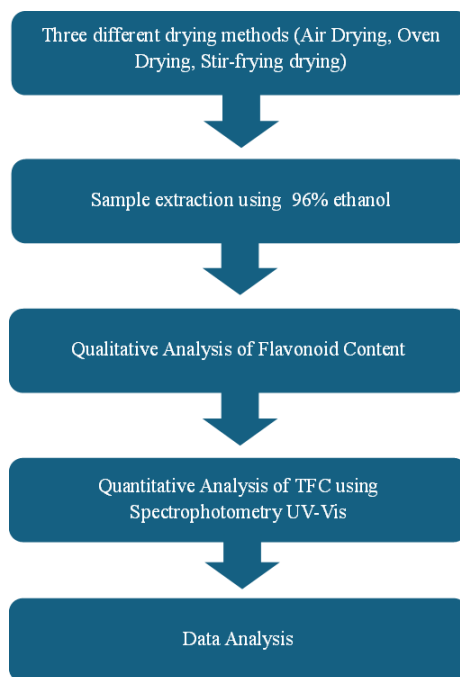 Three different drying methods (Air Drying, Oven
Drying, Stir-frying drying)
Sample extraction using  96% ethanol
Qualitative Analysis of Flavonoid Content
Quantitative Analysis of TFC using
Spectrophotometry UV-Vis
Data Analysis